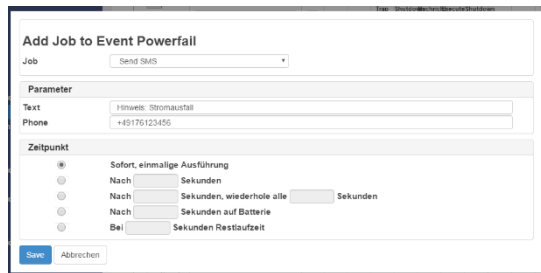 Add Job to Event Powerfail
Job Send SMS
Parameter
Text Hinweis: Stromausfall
Phone +49176123456
Zeitpunkt
Sofort, einmalige Ausführung
Nach Sekunden
Nach Sekunden, wiederhole alle Sekunden
Nach Sekunden auf Batterie
Bei Sekunden Restlaufzeit
Save Abbrechen